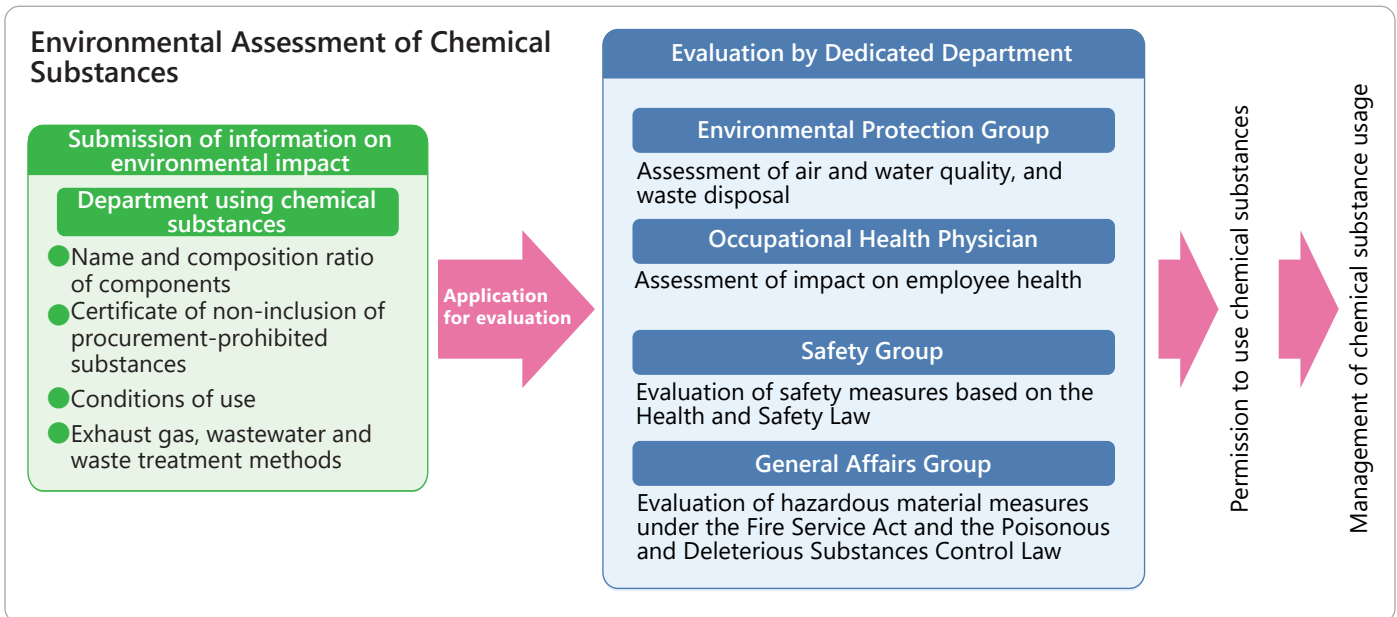 Environmental Assessment of Chemical
Substances
Submission of information on
environmental impact
Department using chemical
substances
Name and composition ratio
of components
Certificate of non-inclusion of
procurement-prohibited
substances
Conditions of use
Exhaust gas, wastewater and
waste treatment methods
Application
for evaluation
Evaluation by Dedicated Department
Environmental Protection Group
Assessment of air and water quality, and
waste disposal
Occupational Health Physician
Assessment of impact on employee health
Safety Group
Evaluation of safety measures based on the
Health and Safety Law
General Affairs Group
Evaluation of hazardous material measures
under the Fire Service Act and the Poisonous
and Deleterious Substances Control Law
Permission to use chemical substances
Management of chemical substance usage